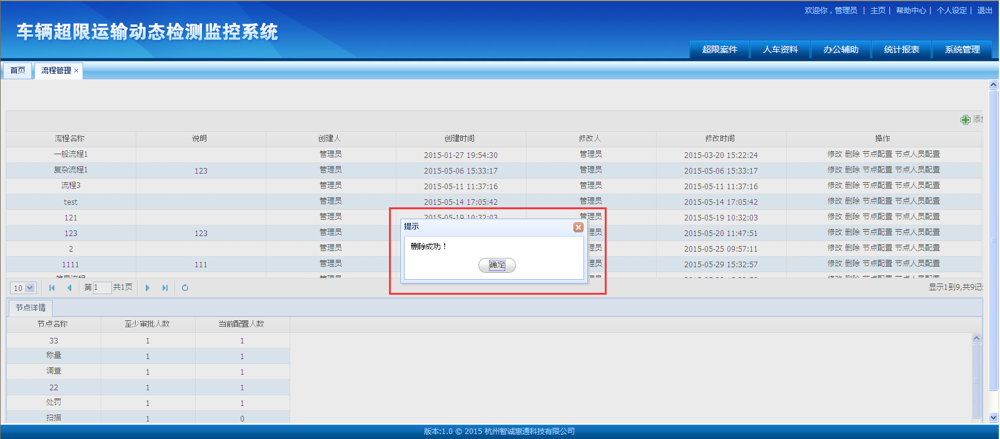 欢迎你，管理员 | 主页 | 帮助中心 | 个人设定 | 退出
车辆超限运输动态检测监控系统
超限案件 人车资料 办公辅助 统计报表 系统管理
首页 流程管理 ×
添加
流程名称 说明 创建人 创建时间 修改人 修改时间 操作
一般流程1 管理员 2015-01-27 19:54:30 管理员 2015-03-20 15:22:24 修改 删除 节点配置 节点人员配置
复杂流程1 123 管理员 2015-05-06 15:33:17 管理员 2015-05-06 15:33:17 修改 删除 节点配置 节点人员配置
流程3 管理员 2015-05-11 11:37:16 管理员 2015-05-11 11:37:16 修改 删除 节点配置 节点人员配置
test 管理员 2015-05-14 17:05:42 管理员 2015-05-14 17:05:42 修改 删除 节点配置 节点人员配置
121 管理员 2015-05-19 10:32:03 管理员 2015-05-19 10:32:03 修改 删除 节点配置 节点人员配置
123 123 管理员 理员 2015-05-20 11:47:51 修改 删除 节点配置 节点人员配置
2 管理员 理员 2015-05-25 09:57:11 修改 删除 节点配置 节点人员配置
1111 111 管理员 理员 2015-05-29 15:32:57 修改 删除 节点配置 节点人员配置
提示
删除成功！
确定
10 第 1 共1页 显示1到9,共9记
节点详情
节点名称 至少审批人数 当前配置人数
33 1 1
称量 1 1
调查 1 1
22 1 1
处罚 1 1
扫描 1 0
版本:1.0 © 2015 杭州智诚惠通科技有限公司